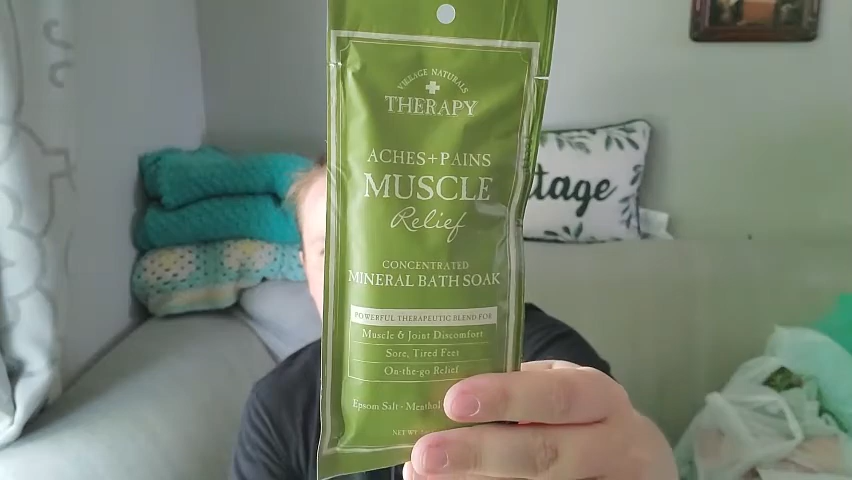 VILLAGE NATURALS
THERAPY
ACHES+PAINS
MUSCLE
Relief
CONCENTRATED
MINERAL BATH SOAK
POWERFUL THERAPEUTIC BLEND FOR
Muscle & Joint Discomfort
Sore, Tired Feet
On-the-go Relief
Epsom Salt • Menthol
NET WT
tage